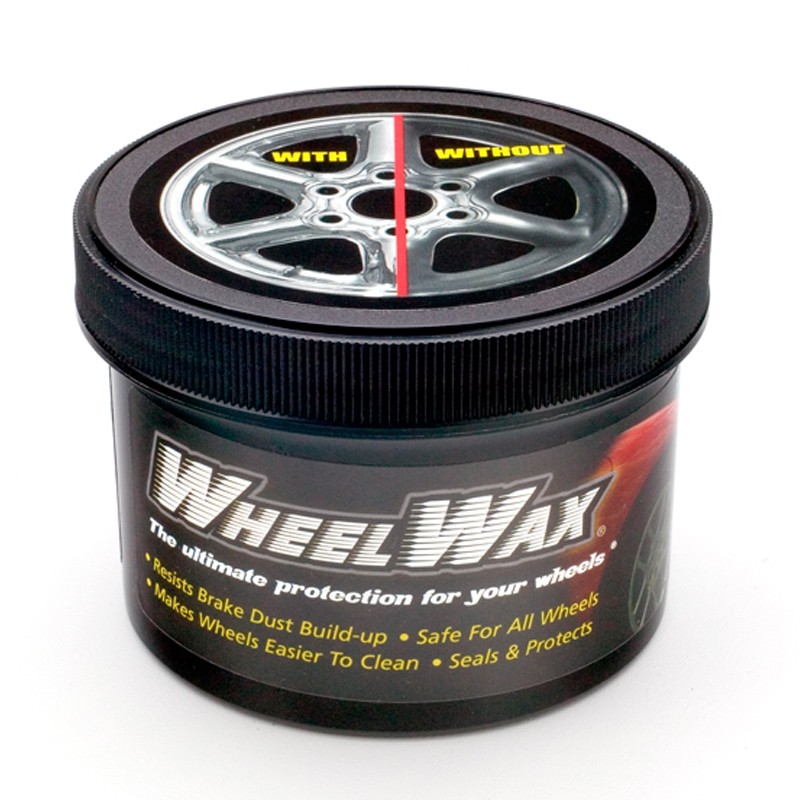 WITH WITHOUT
WHEEL WAX®
The ultimate protection for your wheels®
• Resists Brake Dust Build-up • Safe For All Wheels
• Makes Wheels Easier To Clean • Seals & Protects